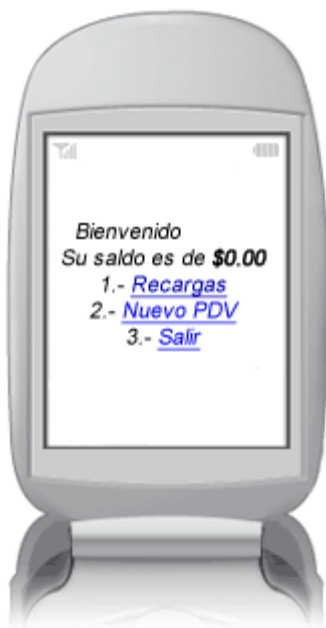 Bienvenido
Su saldo es de $0.00
1.- Recargas
2.- Nuevo PDV
3.- Salir